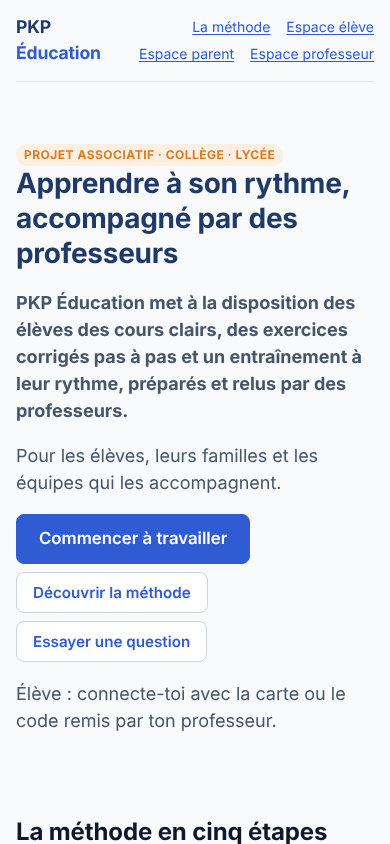 PKP
Éducation
La méthode
Espace élève
Espace parent
Espace professeur
PROJET ASSOCIATIF · COLLÈGE · LYCÉE
Apprendre à son rythme,
accompagné par des
professeurs
PKP Éducation met à la disposition des
élèves des cours clairs, des exercices
corrigés pas à pas et un entraînement à
leur rythme, préparés et relus par des
professeurs.
Pour les élèves, leurs familles et les
équipes qui les accompagnent.
Commencer à travailler
Découvrir la méthode
Essayer une question
Élève : connecte-toi avec la carte ou le
code remis par ton professeur.
La méthode en cinq étapes